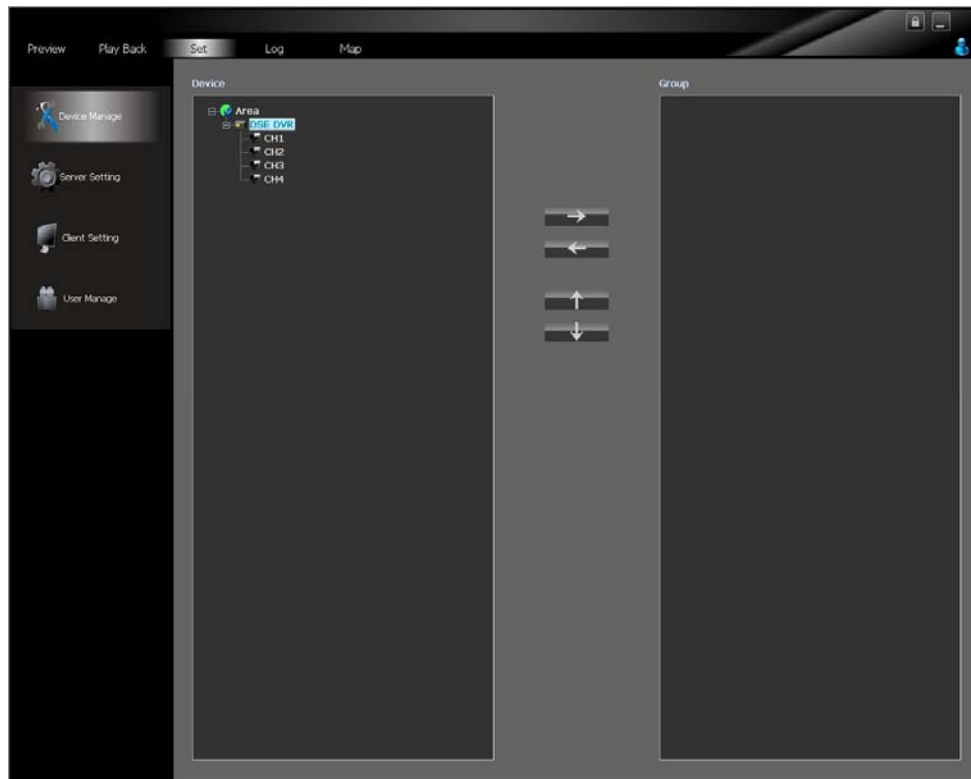 Preview Play Back Set Log Map
Device Manage
Server Setting
Client Setting
User Manage
Device
Area
DSE DVR
CH1
CH2
CH3
CH4
Group